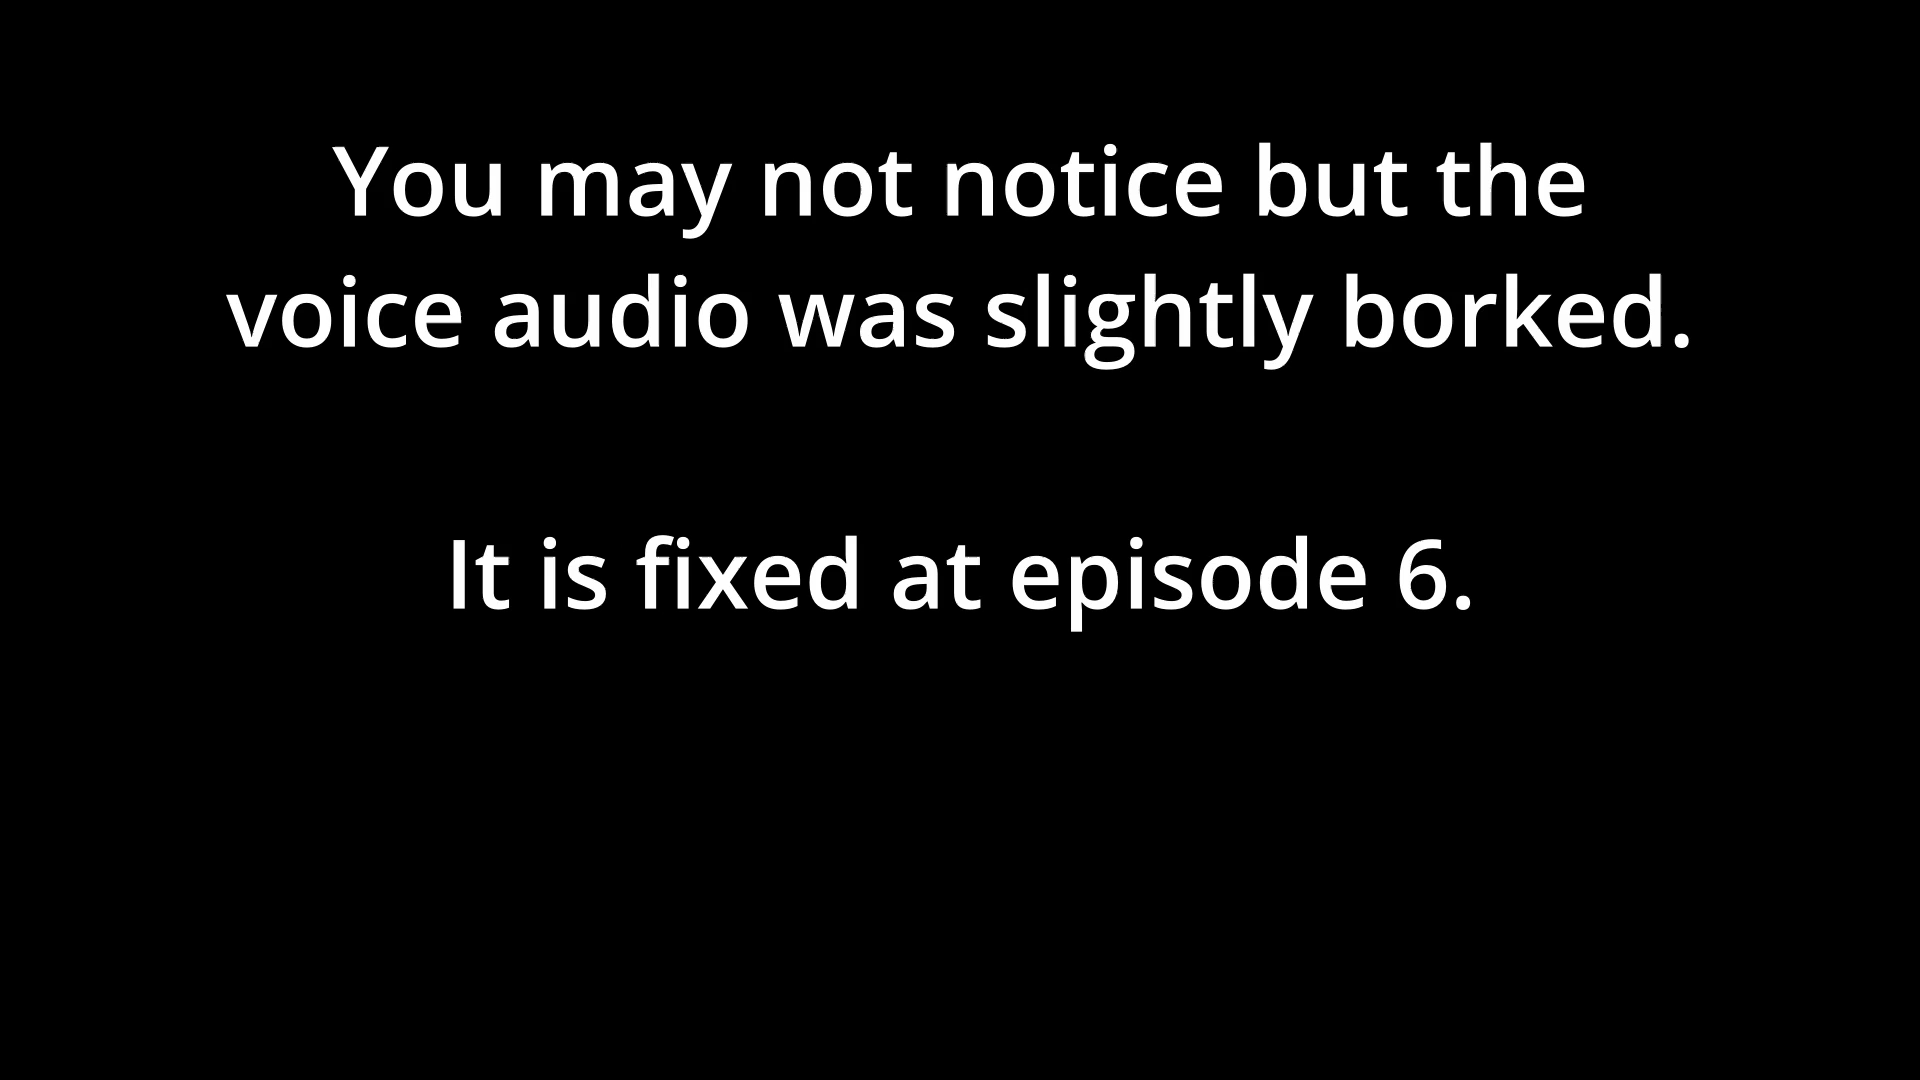 You may not notice but the
voice audio was slightly borked.
It is fixed at episode 6.